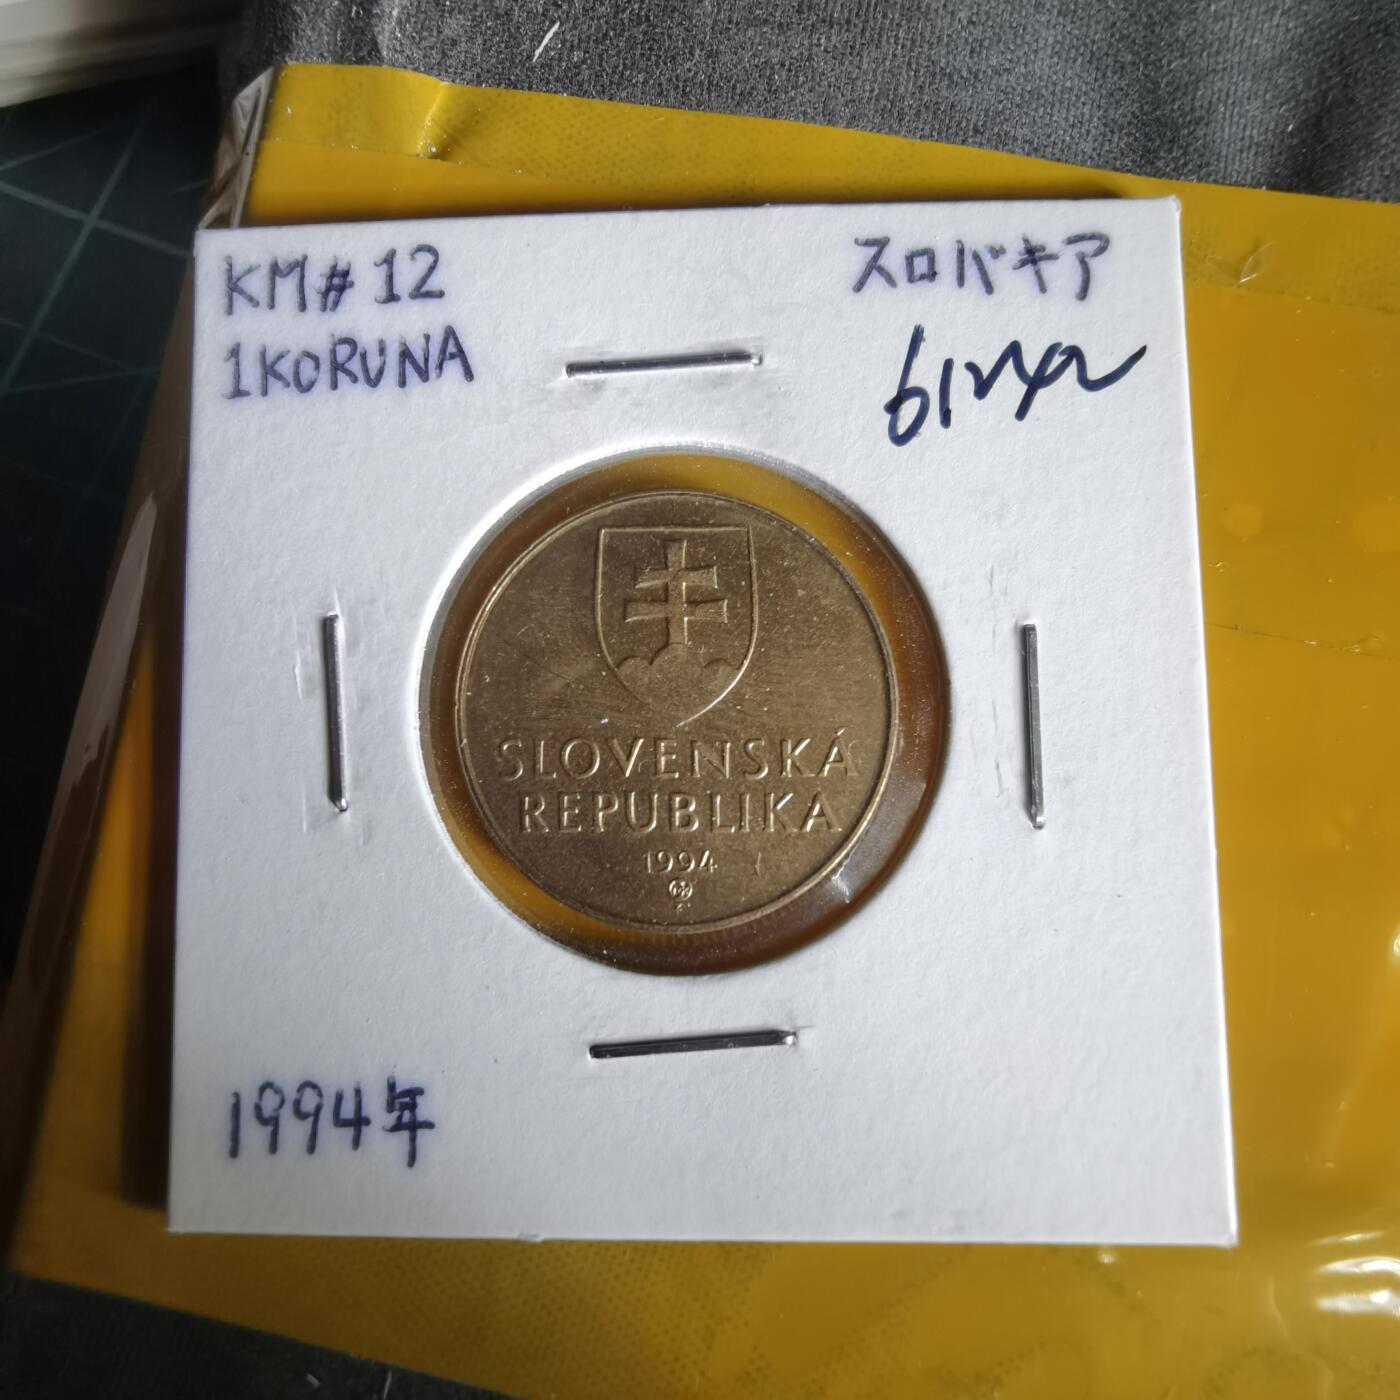 KM#12
1KORUNA
スロバキア
SLOVENSKÁ
REPUBLIKA
1994
1994年